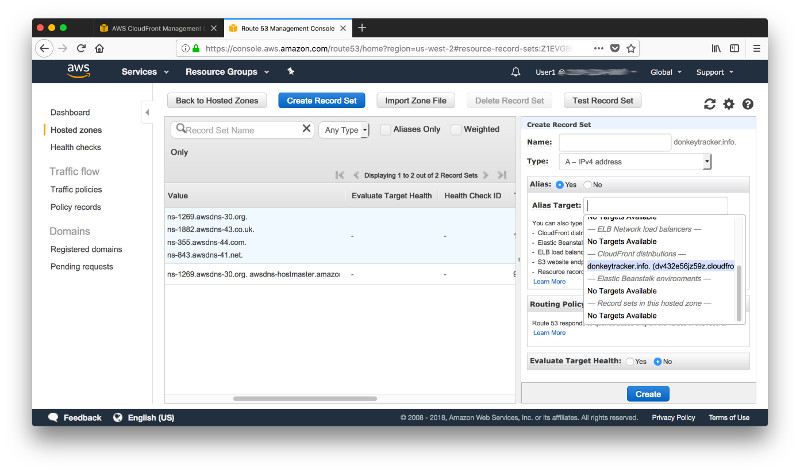 AWS CloudFront Management
Route 53 Management Console
https://console.aws.amazon.com/route53/home?region=us-west-2#resource-record-sets:Z1EVG
aws
Services
Resource Groups
User1 @
Global
Support
Back to Hosted Zones
Create Record Set
Import Zone File
Delete Record Set
Test Record Set
Dashboard
Hosted zones
Health checks
Traffic flow
Traffic policies
Policy records
Domains
Registered domains
Pending requests
Record Set Name
Any Type
Aliases Only
Weighted
Only
Displaying 1 to 2 out of 2 Record Sets
Value
Evaluate Target Health
Health Check ID
ns-1269.awsdns-30.org.
ns-1882.awsdns-43.co.uk.
ns-355.awsdns-44.com.
ns-843.awsdns-41.net.
-
-
ns-1269.awsdns-30.org. awsdns-hostmaster.amazo
-
-
Create Record Set
Name:
donkeytracker.info.
Type:
A – IPv4 address
Alias:
Yes
No
Alias Target:
No Targets Available
— ELB Network load balancers —
No Targets Available
— CloudFront distributions —
donkeytracker.info. (dv432e56jz59z.cloudfro
— Elastic Beanstalk environments —
No Targets Available
— Record sets in this hosted zone —
No Targets Available
You can also type
- CloudFront distr
- Elastic Beanstalk
- ELB load balanc
- S3 website endp
- Resource recor
Learn More
Routing Policy
Route 53 respon
Learn More
Evaluate Target Health:
Yes
No
Create
Feedback
English (US)
© 2008 - 2018, Amazon Web Services, Inc. or its affiliates. All rights reserved.
Privacy Policy
Terms of Use